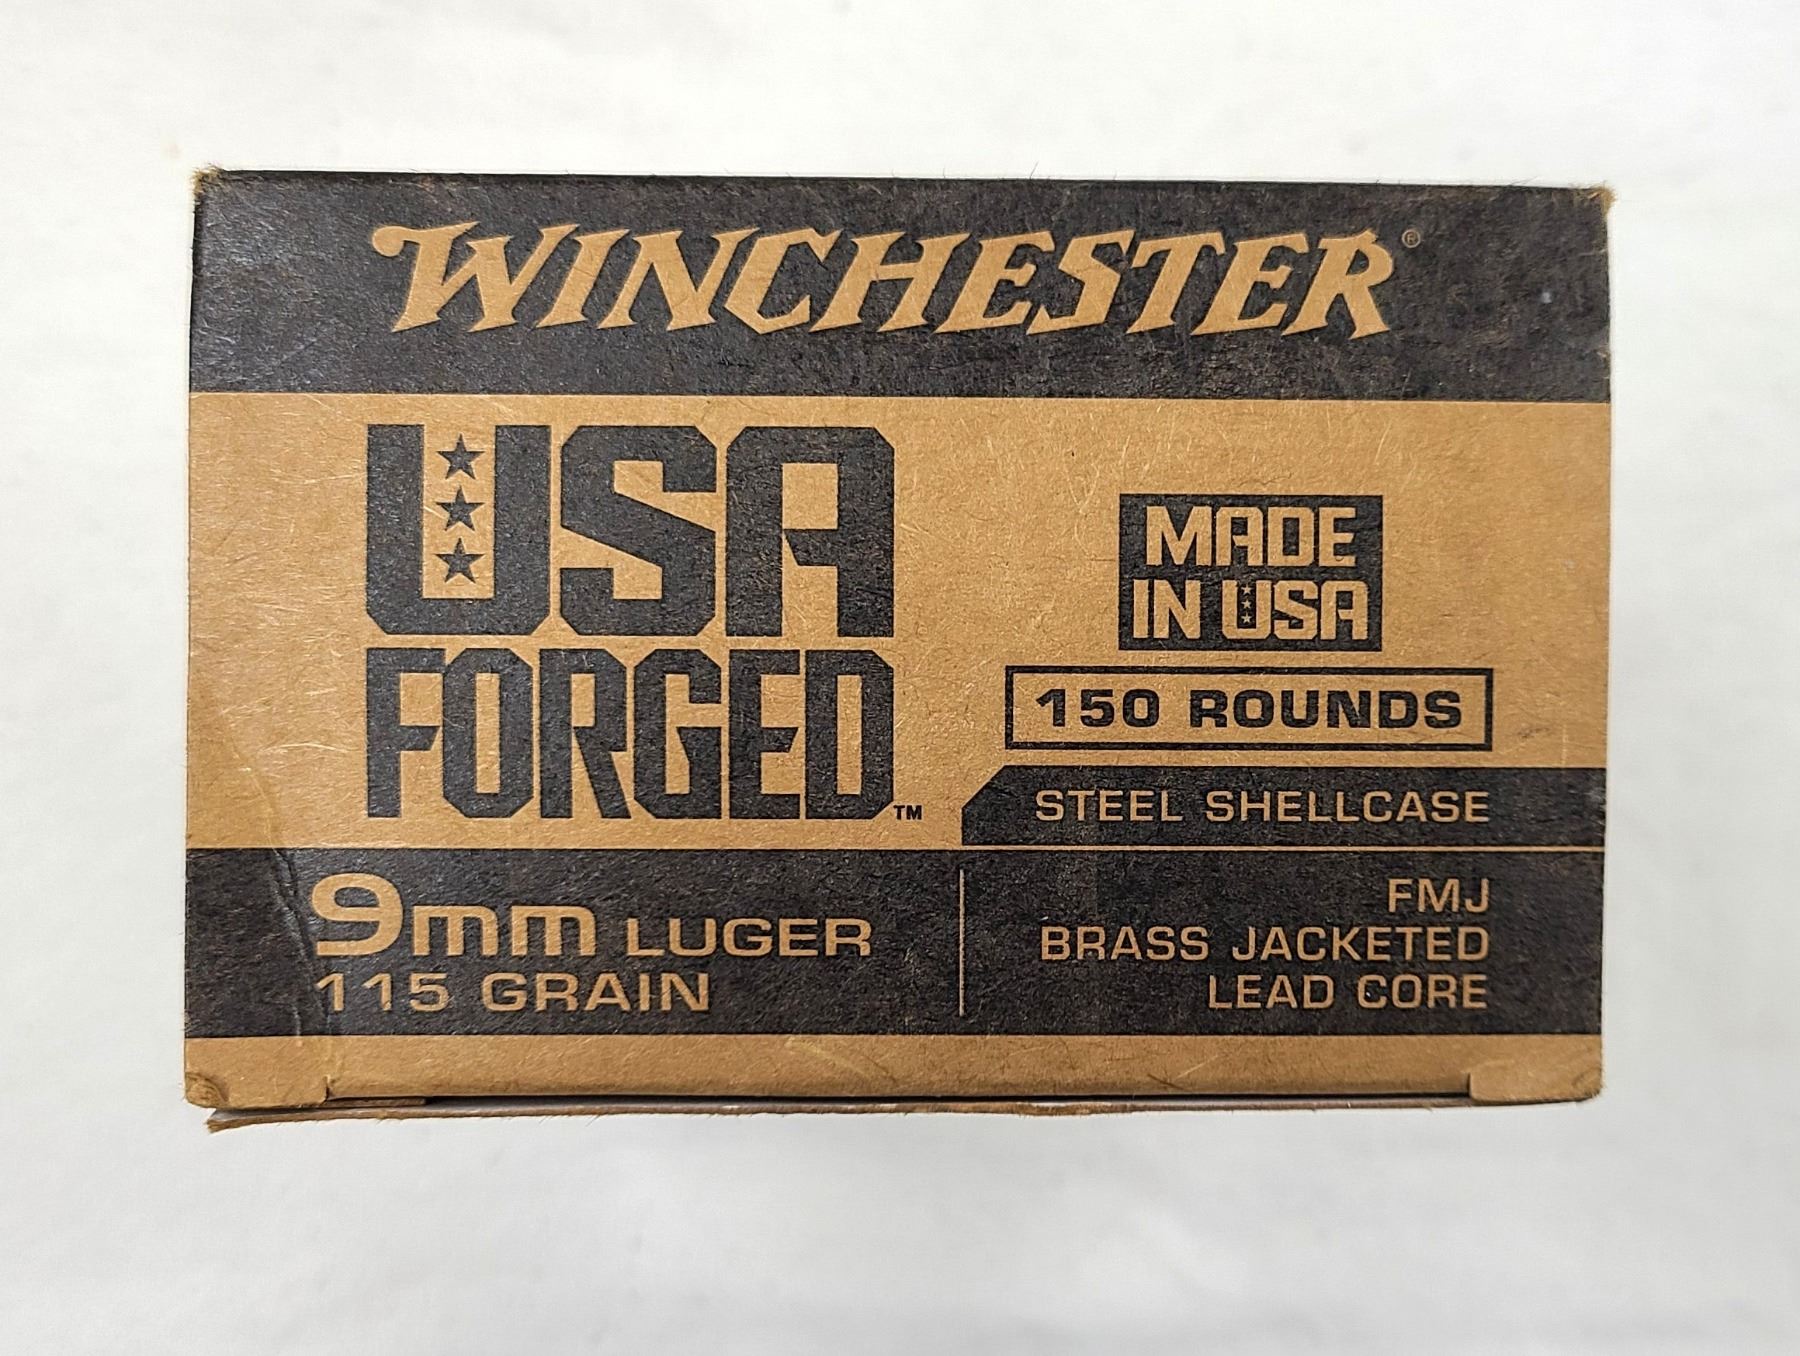 WINCHESTER®
USA
FORGED™
MADE
IN USA
150 ROUNDS
STEEL SHELLCASE
9mm LUGER
115 GRAIN
FMJ
BRASS JACKETED
LEAD CORE